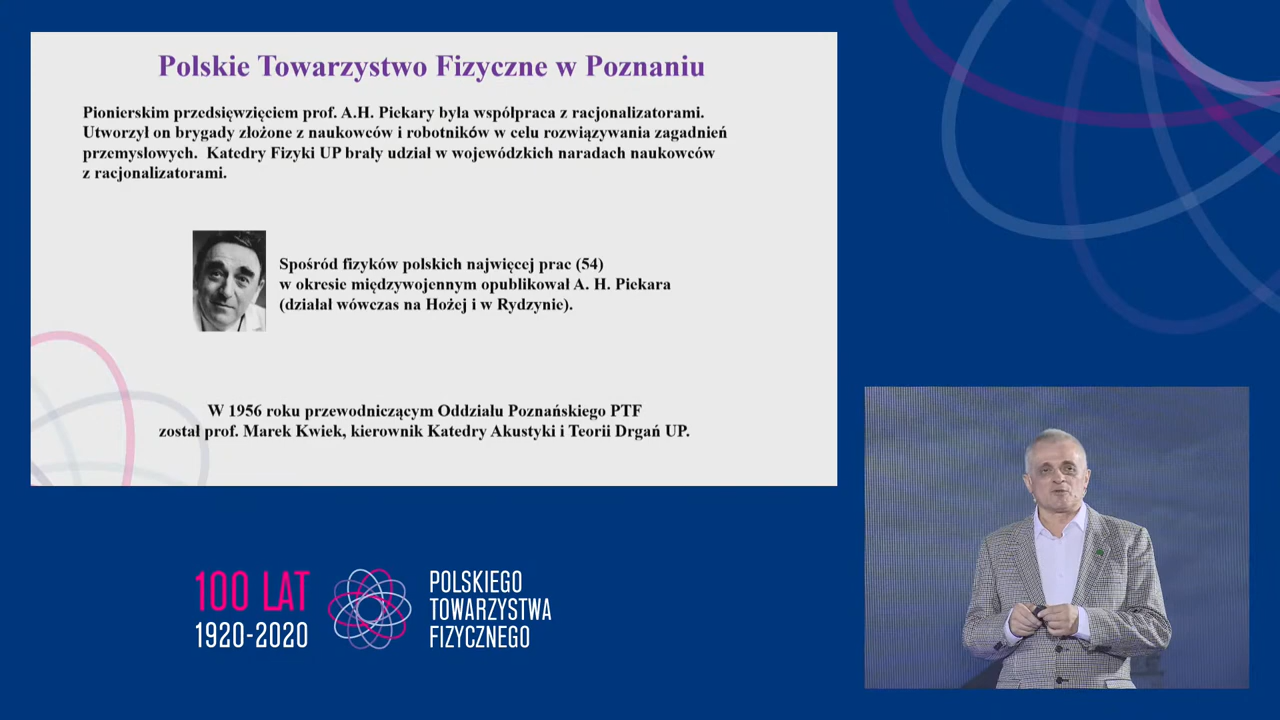 Polskie Towarzystwo Fizyczne w Poznaniu
Pionierskim przedsięwzięciem prof. A.H. Piekary była współpraca z racjonalizatorami.
Utworzył on brygady złożone z naukowców i robotników w celu rozwiązywania zagadnień
przemysłowych. Katedry Fizyki UP brały udział w wojewódzkich naradach naukowców
z racjonalizatorami.
Spośród fizyków polskich najwięcej prac (54)
w okresie międzywojennym opublikował A. H. Piekara
(działał wówczas na Hożej i w Rydzynie).
W 1956 roku przewodniczącym Oddziału Poznańskiego PTF
został prof. Marek Kwiek, kierownik Katedry Akustyki i Teorii Drgań UP.
100 LAT
1920-2020
POLSKIEGO
TOWARZYSTWA
FIZYCZNEGO